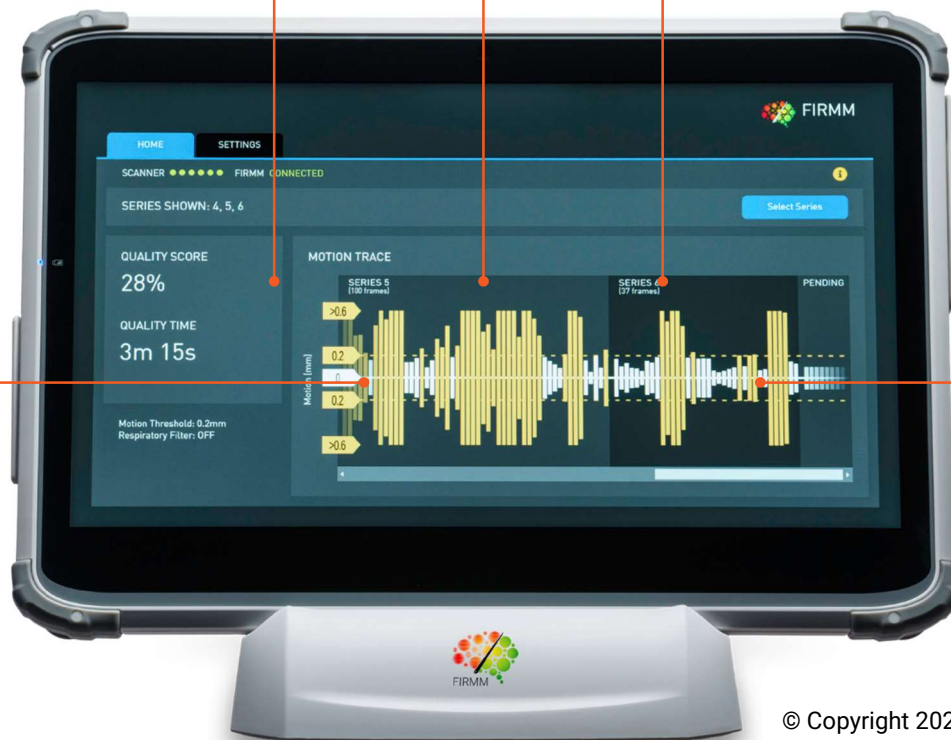 FIRMM
HOME
SETTINGS
SCANNER
FIRMM CONNECTED
i
SERIES SHOWN: 4, 5, 6
Select Series
QUALITY SCORE
28%
QUALITY TIME
3m 15s
Motion Threshold: 0.2mm
Respiratory Filter: OFF
MOTION TRACE
SERIES 5
(100 frames)
SERIES 6
(37 frames)
PENDING
Motion (mm)
>0.6
0.2
0
0.2
>0.6
FIRMM
© Copyright 202